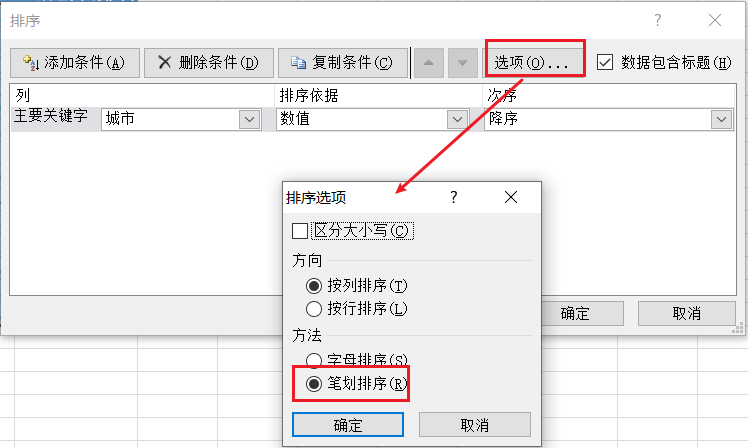 排序
添加条件(A) 删除条件(D) 复制条件(C) 选项(O)... 数据包含标题(H)
列 排序依据 次序
主要关键字 城市 数值 降序
排序选项
区分大小写(C)
方向
按列排序(T)
按行排序(L)
确定 取消
方法
字母排序(S)
笔划排序(R)
确定 取消